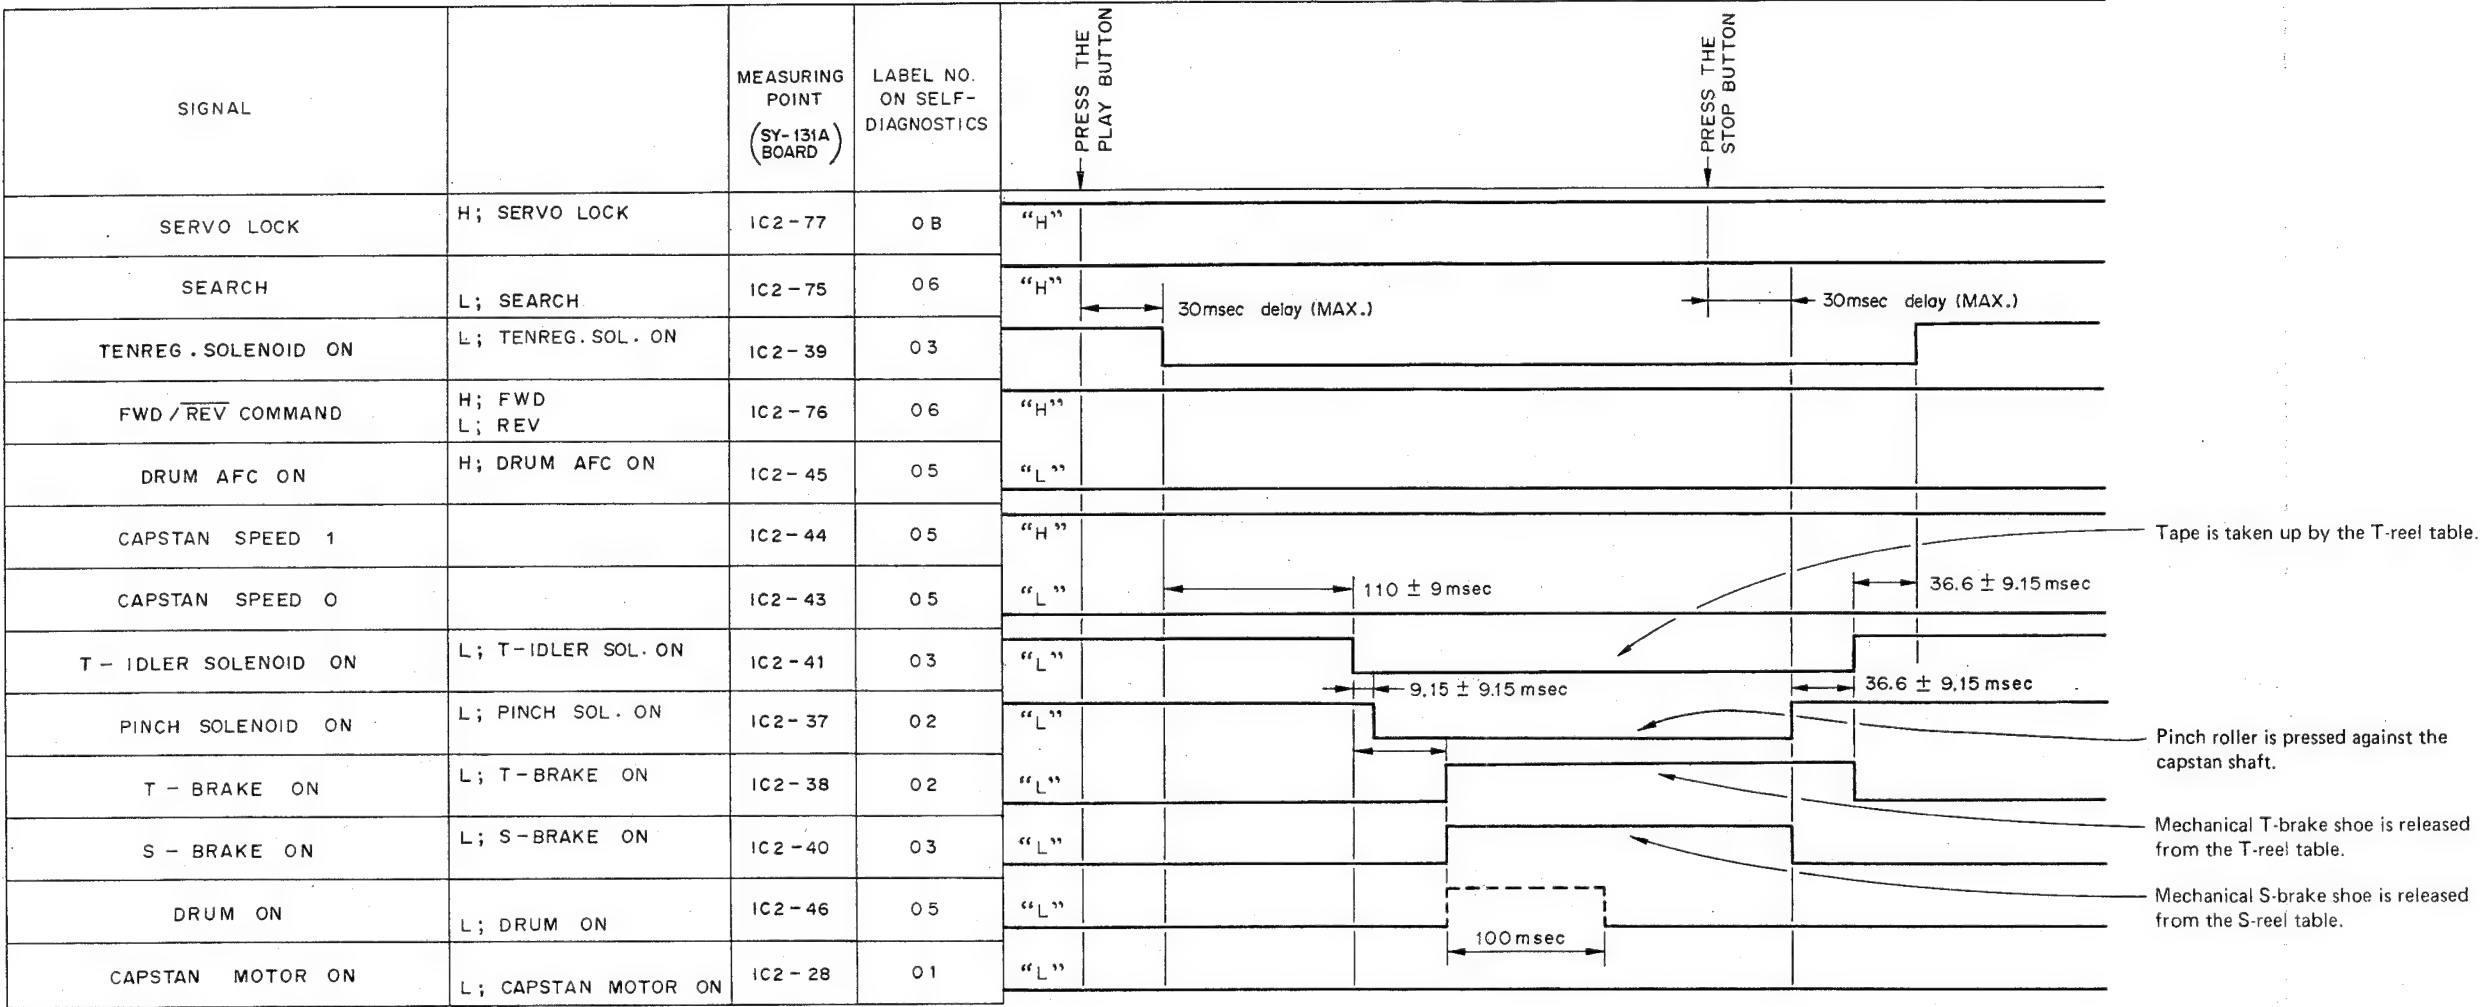 SIGNAL
MEASURING
POINT
(SY-131A
BOARD)
LABEL NO.
ON SELF-
DIAGNOSTICS
PRESS THE
PLAY BUTTON
PRESS THE
STOP BUTTON
SERVO LOCK
H; SERVO LOCK
IC2-77
0B
"H"
SEARCH
L; SEARCH
IC2-75
06
"H"
30msec delay (MAX.)
30msec delay (MAX.)
TENREG.SOLENOID ON
L; TENREG.SOL. ON
IC2-39
03
FWD/REV COMMAND
H; FWD
L; REV
IC2-76
06
"H"
DRUM AFC ON
H; DRUM AFC ON
IC2-45
05
"L"
CAPSTAN SPEED 1
IC2-44
05
"H"
Tape is taken up by the T-reel table.
CAPSTAN SPEED 0
IC2-43
05
"L"
110 ± 9msec
36.6 ± 9.15msec
T-IDLER SOLENOID ON
L; T-IDLER SOL. ON
IC2-41
03
"L"
9.15 ± 9.15msec
36.6 ± 9.15 msec
PINCH SOLENOID ON
L; PINCH SOL. ON
IC2-37
02
"L"
Pinch roller is pressed against the
capstan shaft.
T-BRAKE ON
L; T-BRAKE ON
IC2-38
02
"L"
Mechanical T-brake shoe is released
from the T-reel table.
S-BRAKE ON
L; S-BRAKE ON
IC2-40
03
"L"
Mechanical S-brake shoe is released
from the S-reel table.
DRUM ON
L; DRUM ON
IC2-46
05
"L"
100msec
CAPSTAN MOTOR ON
L; CAPSTAN MOTOR ON
IC2-28
01
"L"